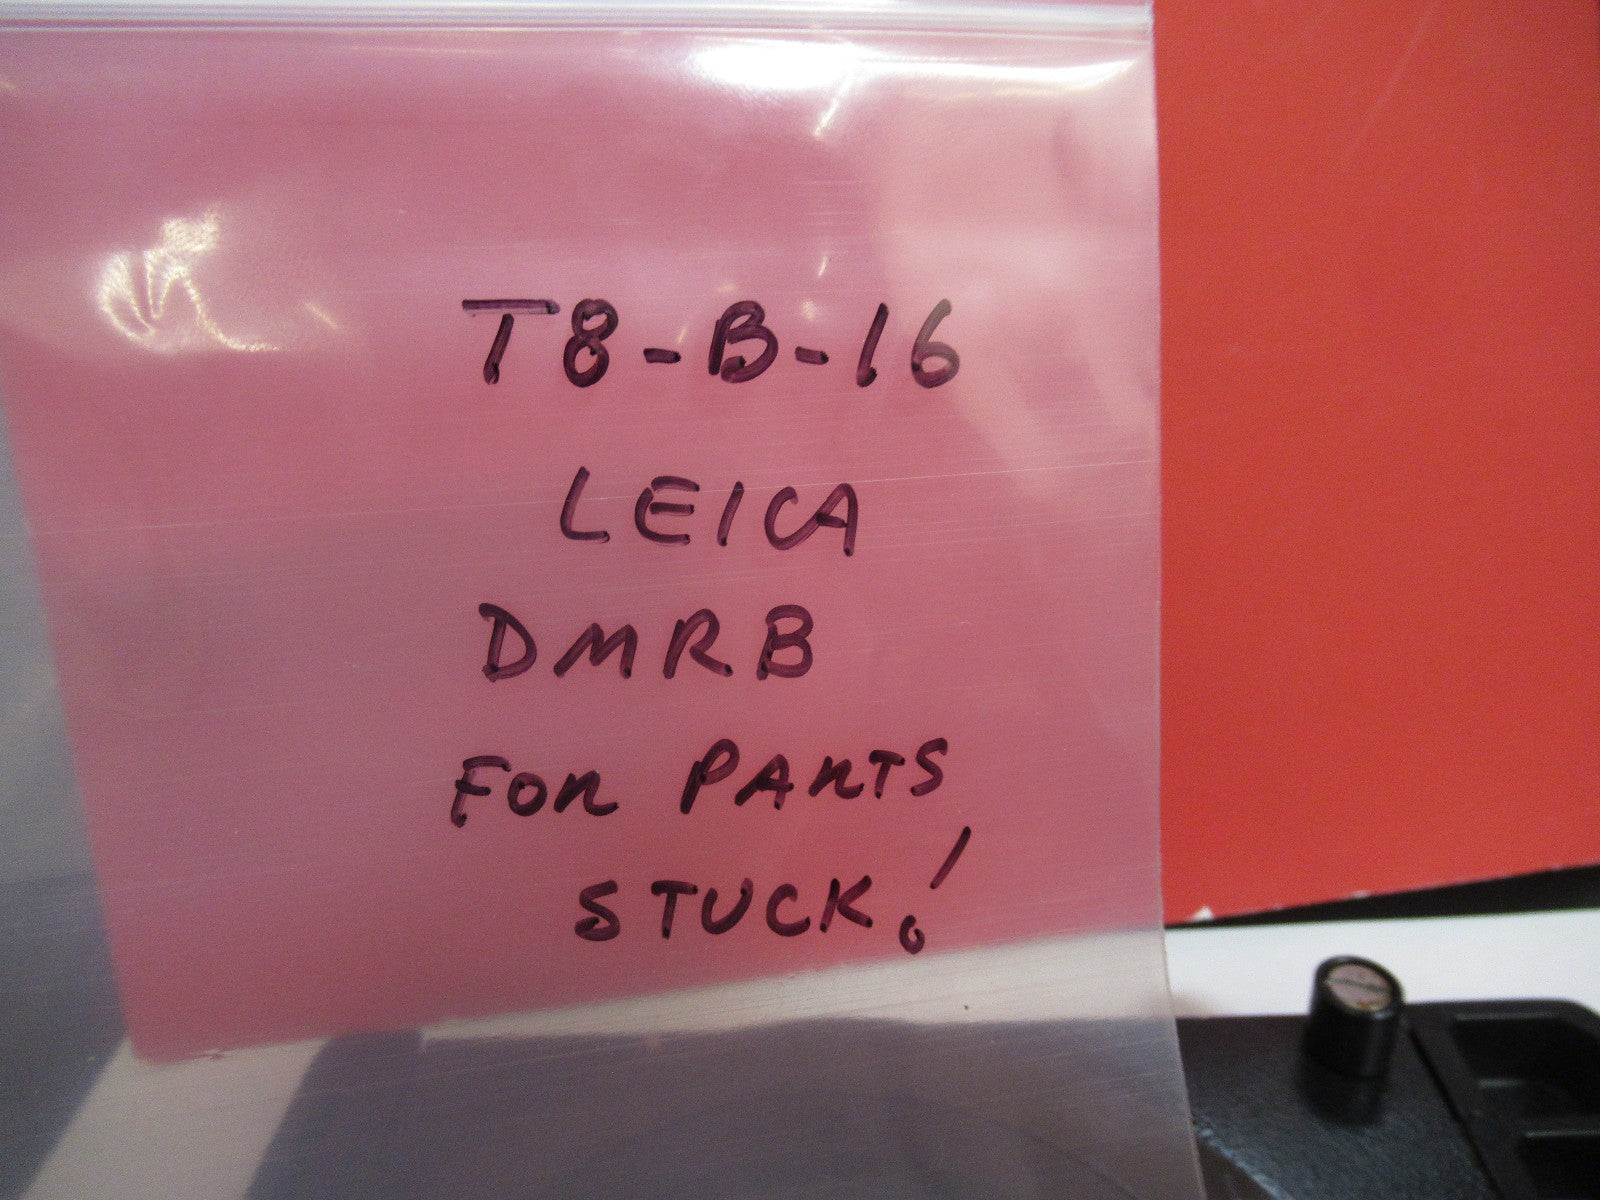 T8-B-16
LEICA
DMRB
FOR PARTS
STUCK!